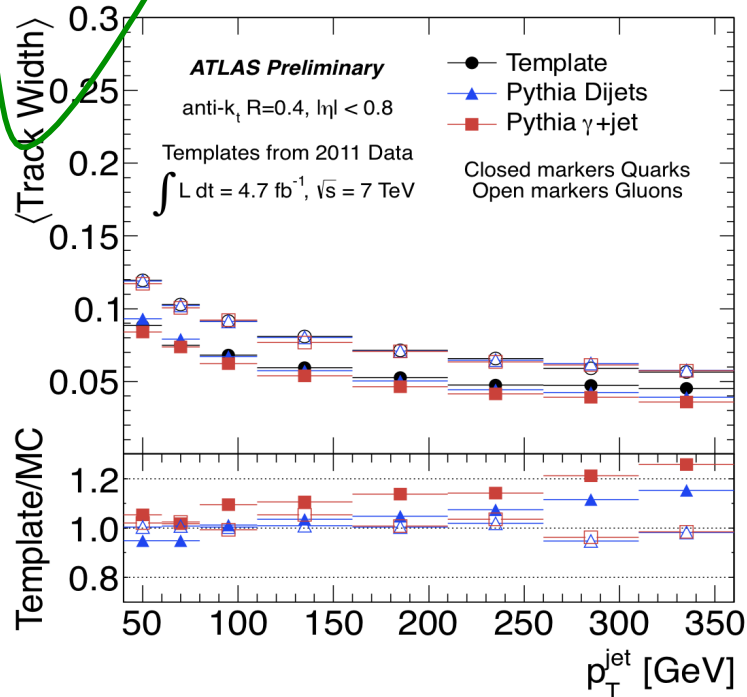 0.3
0.25
0.2
0.15
0.1
0.05
⟨Track Width⟩
ATLAS Preliminary
anti-kₜ R=0.4, |η| < 0.8
Templates from 2011 Data
∫ L dt = 4.7 fb⁻¹, √s = 7 TeV
Template
Pythia Dijets
Pythia γ+jet
Closed markers Quarks
Open markers Gluons
Template/MC
1.2
1.0
0.8
50 100 150 200 250 300 350
p_T^jet [GeV]